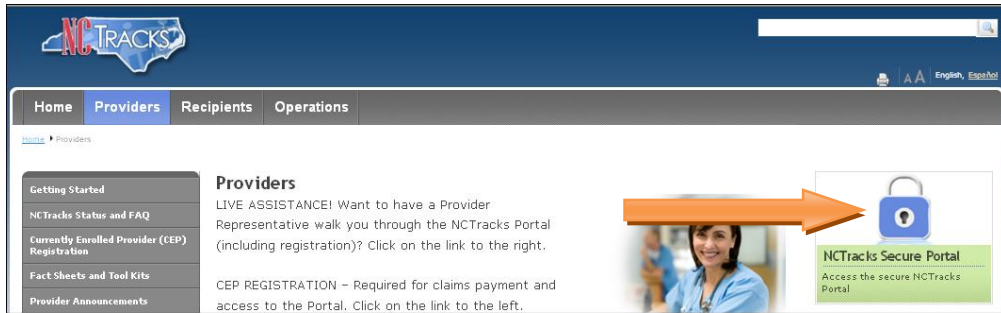 NCTRACKS
A A English, Español
Home Providers Recipients Operations
Home Providers
Getting Started
NCTracks Status and FAQ
Currently Enrolled Provider (CEP)
Registration
Fact Sheets and Tool Kits
Provider Announcements
Providers
LIVE ASSISTANCE! Want to have a Provider
Representative walk you through the NCTracks Portal
(including registration)? Click on the link to the right.
CEP REGISTRATION – Required for claims payment and
access to the Portal. Click on the link to the left.
NCTracks Secure Portal
Access the secure NCTracks
Portal